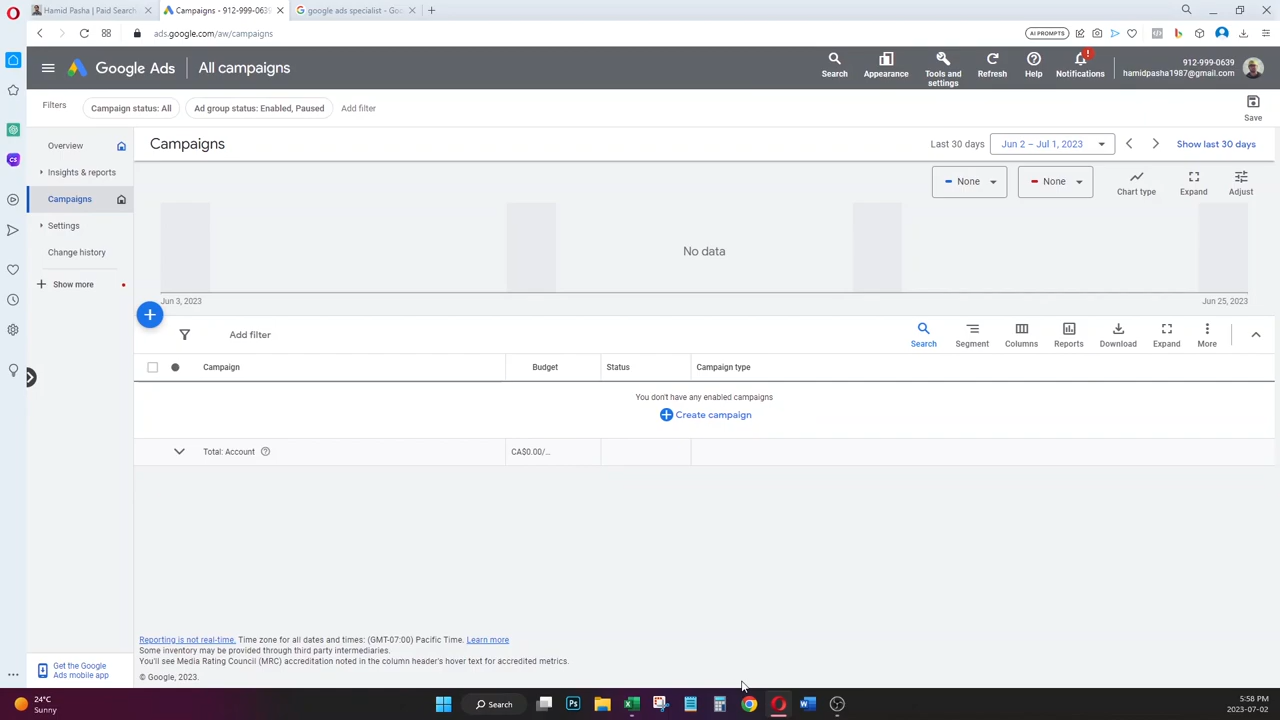 Hamid Pasha | Paid Search
Campaigns - 912-999-0639
google ads specialist - Goo
ads.google.com/aw/campaigns
AI PROMPTS
Google Ads
All campaigns
Search
Appearance
Tools and settings
Refresh
Help
Notifications
912-999-0639
hamidpasha1987@gmail.com
Filters
Campaign status: All
Ad group status: Enabled, Paused
Add filter
Save
Overview
Insights & reports
Campaigns
Settings
Change history
Show more
Campaigns
Last 30 days
Jun 2 – Jul 1, 2023
Show last 30 days
None
None
Chart type
Expand
Adjust
No data
Jun 3, 2023
Jun 25, 2023
Add filter
Search
Segment
Columns
Reports
Download
Expand
More
Campaign
Budget
Status
Campaign type
You don't have any enabled campaigns
Create campaign
Total: Account
CA$0.00/...
Reporting is not real-time. Time zone for all dates and times: (GMT-07:00) Pacific Time. Learn more
Some inventory may be provided through third party intermediaries.
You'll see Media Rating Council (MRC) accreditation noted in the column header's hover text for accredited metrics.
© Google, 2023.
Get the Google
Ads mobile app
24°C
Sunny
Search
5:58 PM
2023-07-02